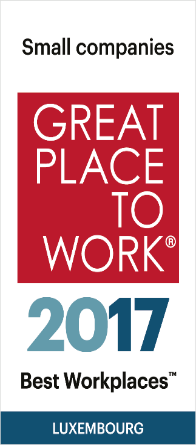 Small companies
GREAT
PLACE
TO
WORK®
2017
Best Workplaces™
LUXEMBOURG